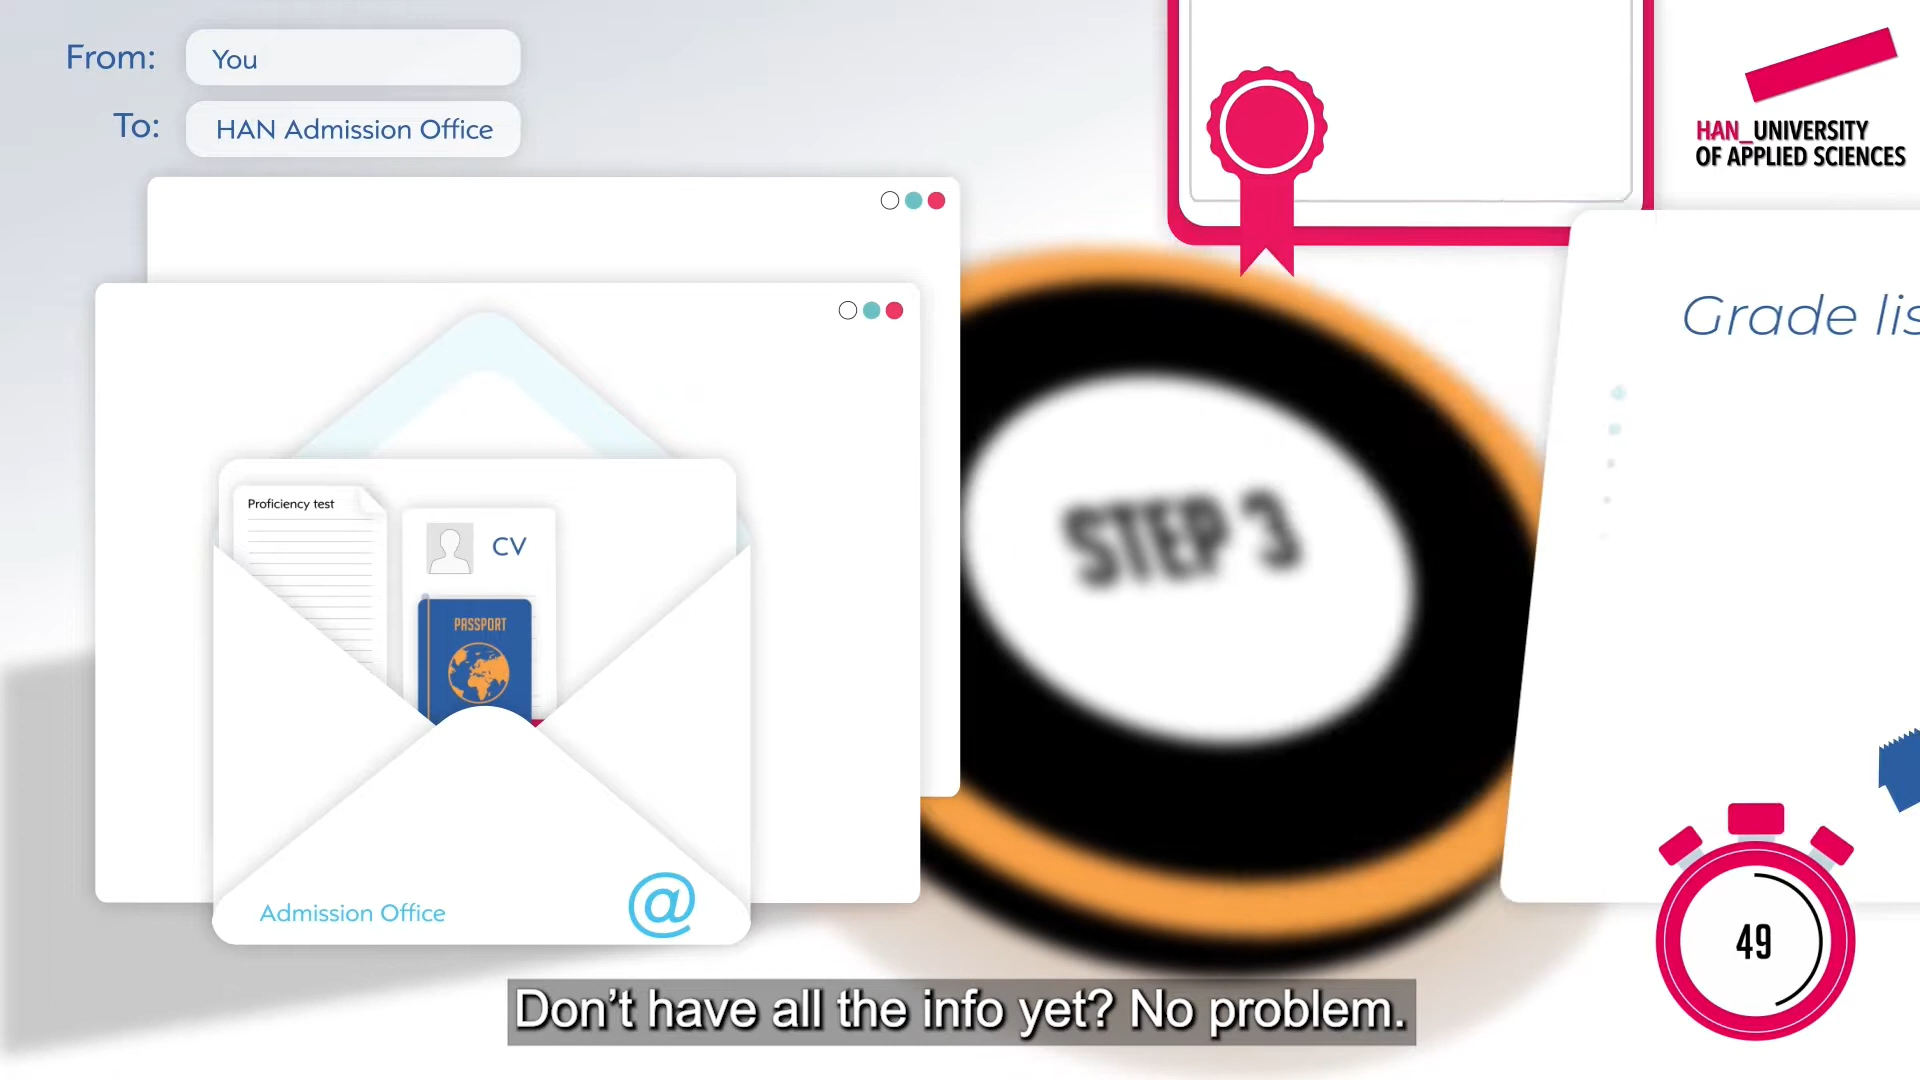 From: You
To: HAN Admission Office
HAN_UNIVERSITY
OF APPLIED SCIENCES
Grade lis
Proficiency test
CV
PASSPORT
STEP 3
Admission Office @
49
Don't have all the info yet? No problem.